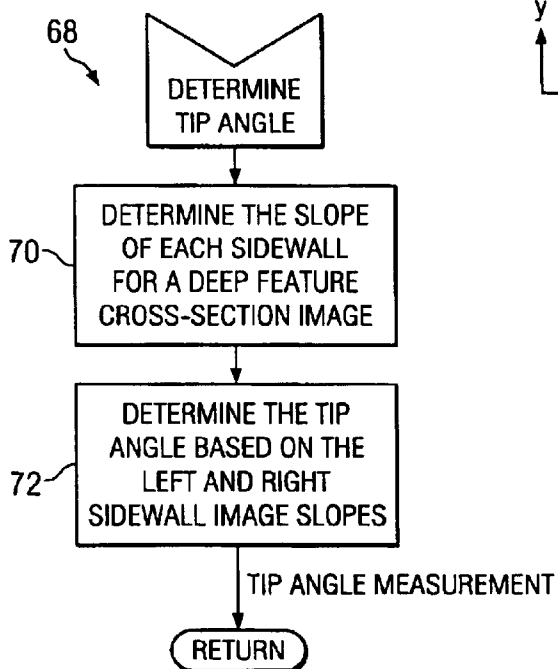 68
y
DETERMINE
TIP ANGLE
70
DETERMINE THE SLOPE
OF EACH SIDEWALL
FOR A DEEP FEATURE
CROSS-SECTION IMAGE
72
DETERMINE THE TIP
ANGLE BASED ON THE
LEFT AND RIGHT
SIDEWALL IMAGE SLOPES
TIP ANGLE MEASUREMENT
RETURN